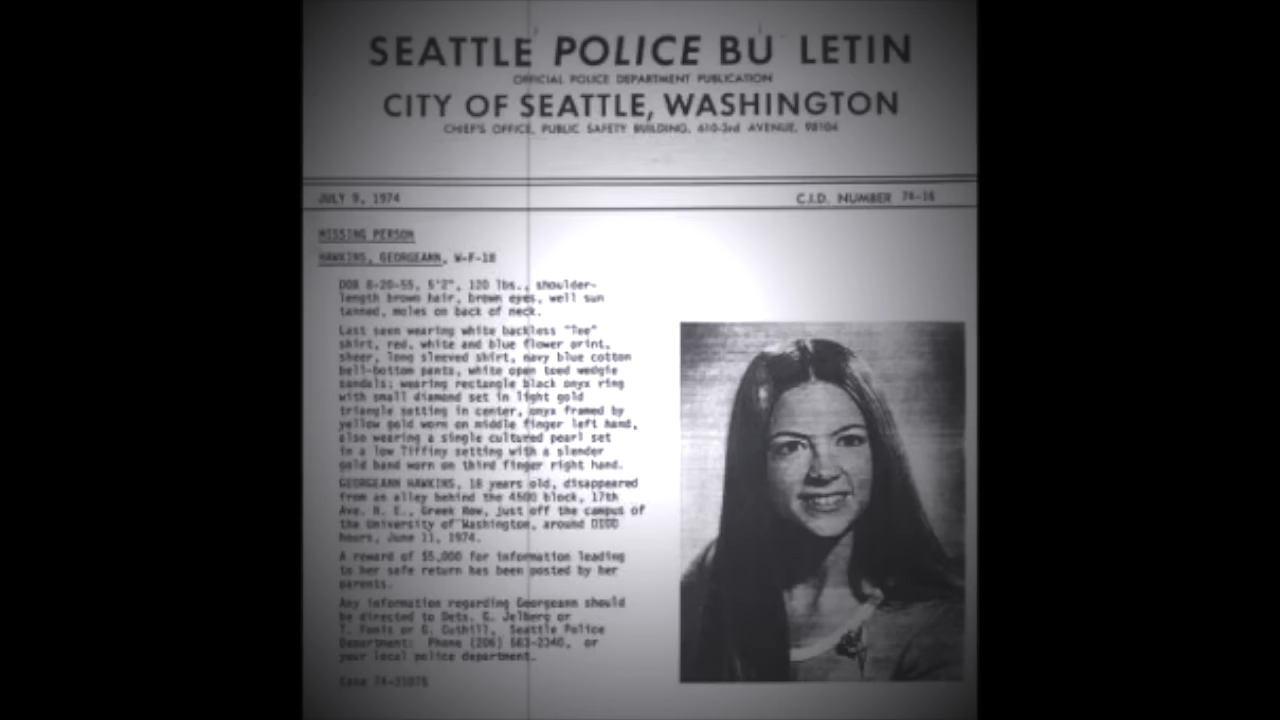 SEATTLE POLICE BU LETIN
OFFICIAL POLICE DEPARTMENT PUBLICATION
CITY OF SEATTLE, WASHINGTON
CHIEF'S OFFICE, PUBLIC SAFETY BUILDING, 610-3rd AVENUE, 98104
JULY 9, 1974 C.I.D. NUMBER 74-16
MISSING PERSON
HAWKINS, GEORGEANN, W-F-18
DOB 8-20-55, 5'2", 120 lbs., shoulder-
length brown hair, brown eyes, well sun
tanned, moles on back of neck.
Last seen wearing white backless "Tee"
shirt, red, white and blue flower print,
sheer, long sleeved shirt, navy blue cotton
bell-bottom pants, white open toed wedgie
sandals; wearing rectangle black onyx ring
with small diamond set in light gold
triangle setting in center, onyx framed by
yellow gold worn on middle finger left hand,
also wearing a single cultured pearl set
in a low Tiffiny setting with a slender
gold band worn on third finger right hand.
GEORGEANN HAWKINS, 18 years old, disappeared
from an alley behind the 4500 block, 17th
Ave. N. E., Greek Row, just off the campus of
the University of Washington, around 0100
hours, June 11, 1974.
A reward of $5,000 for information leading
to her safe return has been posted by her
parents.
Any information regarding Georgeann should
be directed to Dets. G. Jelberg or
T. Fonis or G. Cuthill, Seattle Police
Department: Phone (206) 583-2340, or
your local police department.
Case